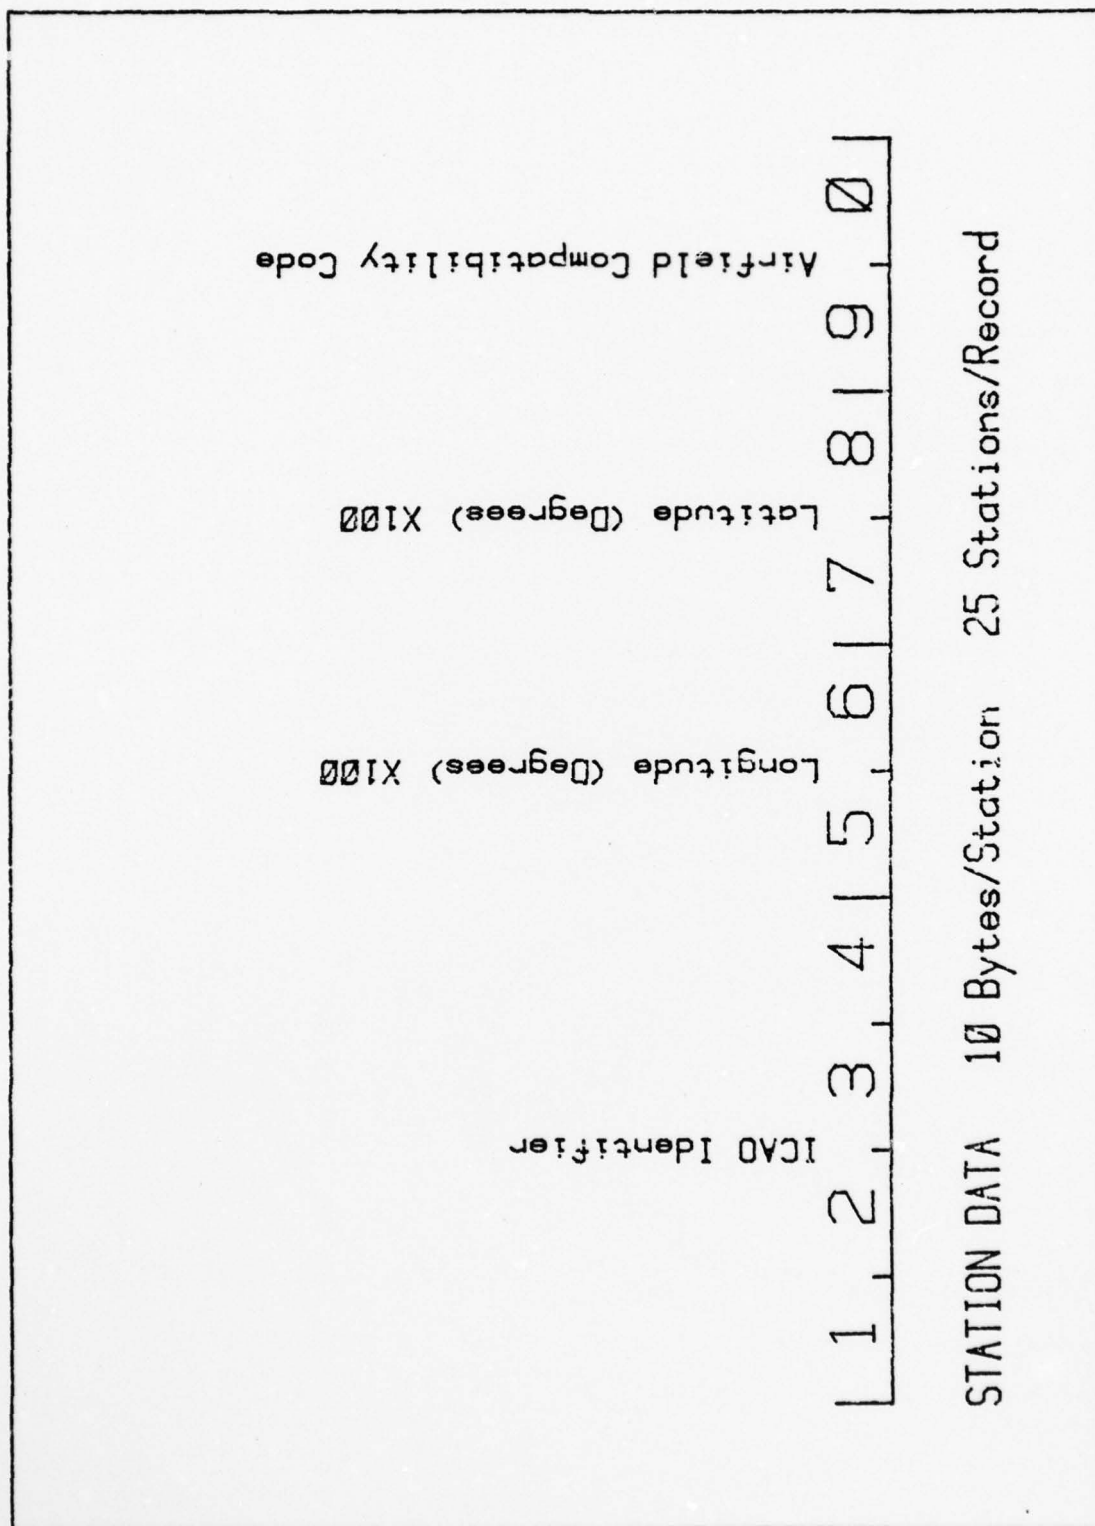 ICAO Identifier
Longitude (Degrees) X100
Latitude (Degrees) X100
Airfield Compatibility Code
1 2 3 4 5 6 7 8 9 0
STATION DATA 10 Bytes/Station 25 Stations/Record